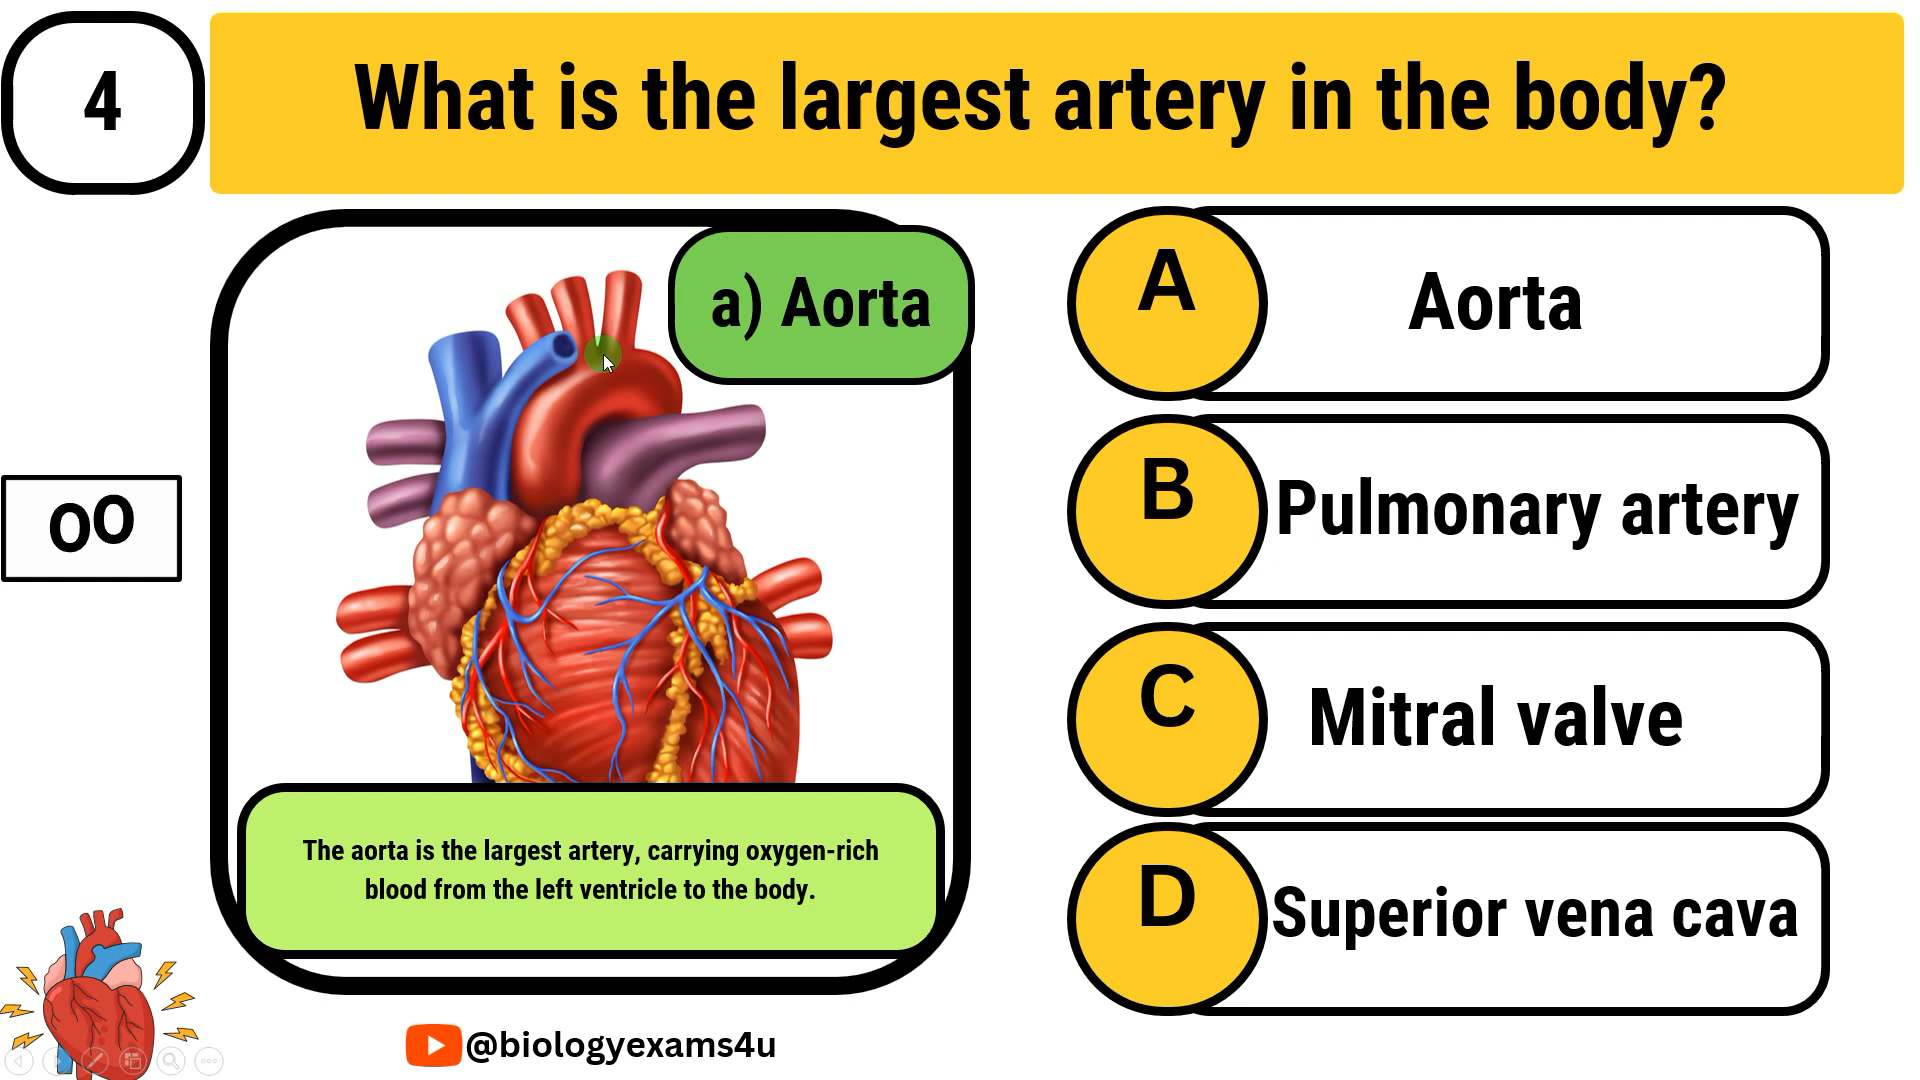 4
What is the largest artery in the body?
a) Aorta
A
Aorta
B
Pulmonary artery
00
C
Mitral valve
The aorta is the largest artery, carrying oxygen-rich
blood from the left ventricle to the body.
D
Superior vena cava
@biologyexams4u